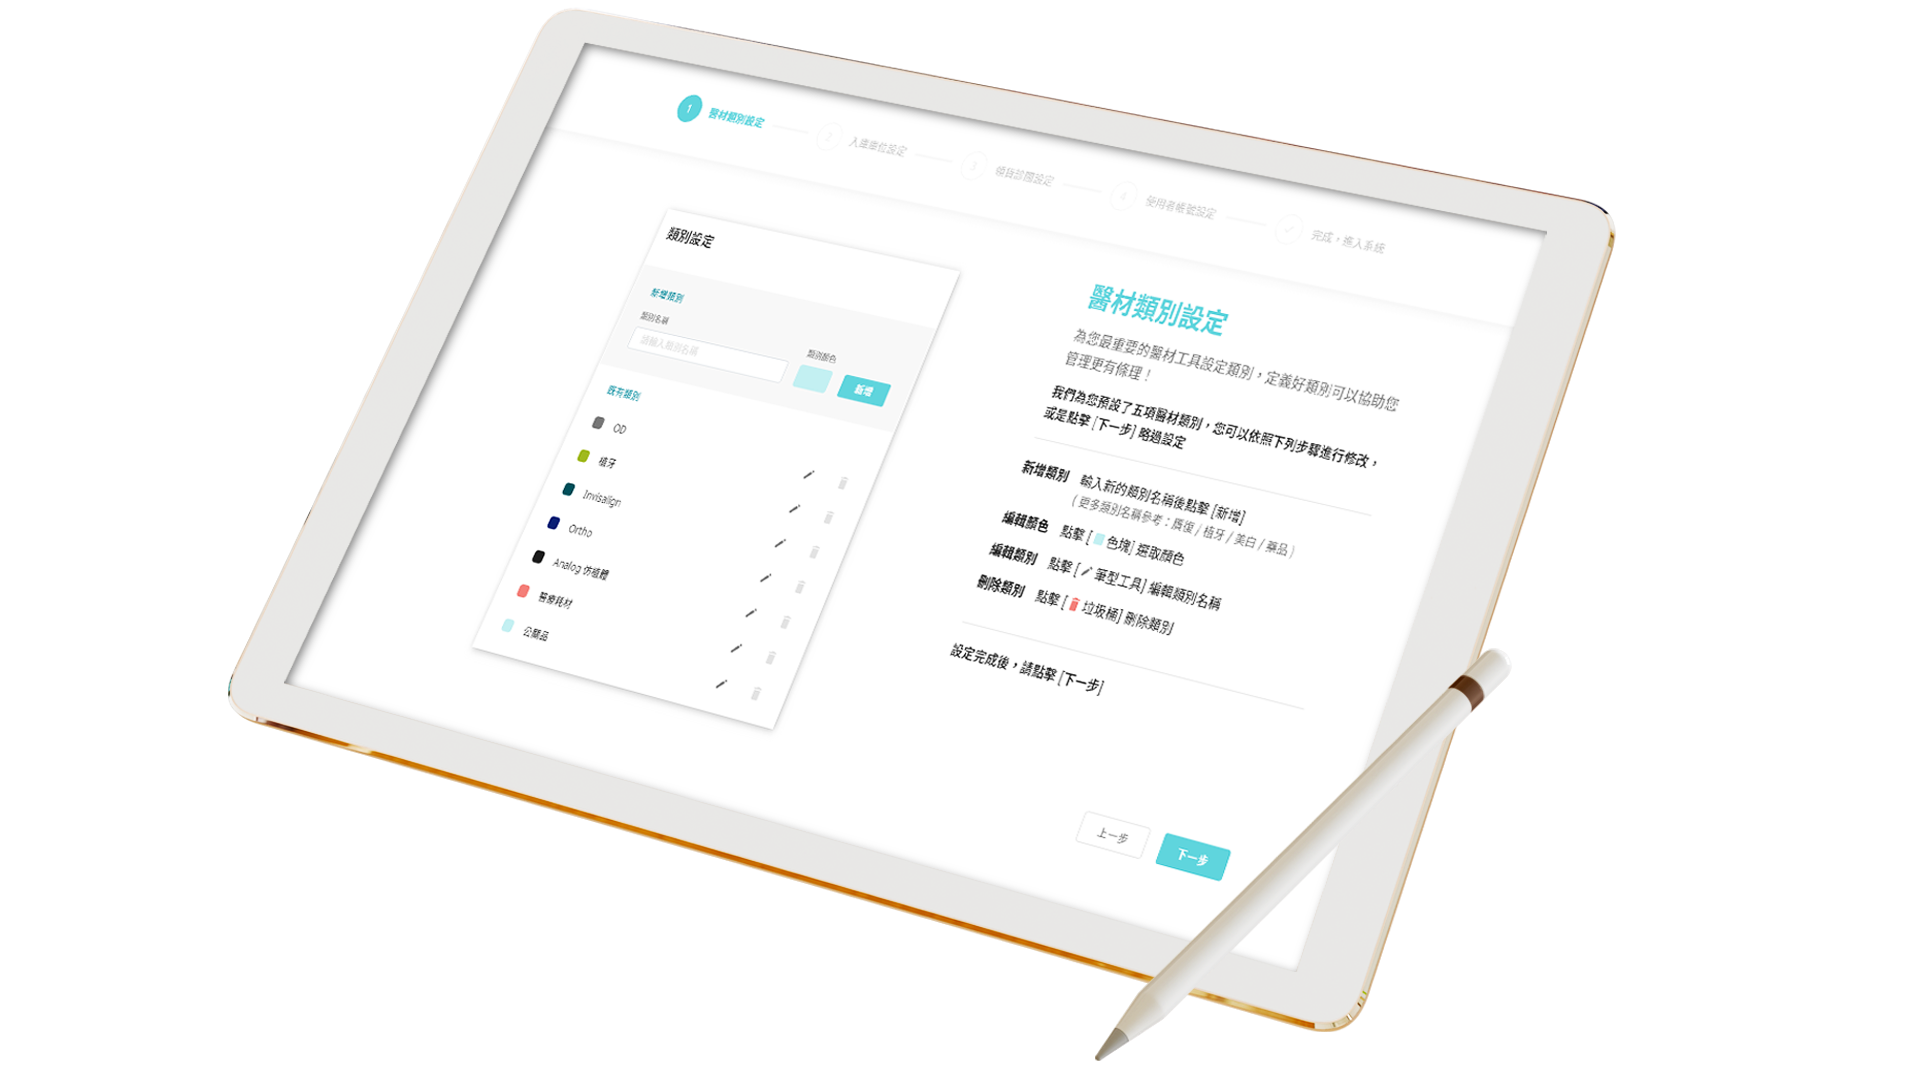 1 醫材類別設定
2 入庫庫位設定
3 領貨診間設定
4 使用者帳號設定
完成，進入系統
類別設定
新增類別
類別名稱
請輸入類別名稱
類別顏色
新增
既有類別
OD
植牙
Invisalign
Ortho
Analog 仿植體
醫療耗材
公關品
醫材類別設定
為您最重要的醫材工具設定類別，定義好類別可以協助您
管理更有條理！
我們為您預設了五項醫材類別，您可以依照下列步驟進行修改，
或是點擊 [下一步] 略過設定
新增類別 輸入新的類別名稱後點擊 [新增]
( 更多類別名稱參考：贋復 / 植牙 / 美白 / 藥品 )
編輯顏色 點擊 [ 色塊] 選取顏色
編輯類別 點擊 [ 筆型工具] 編輯類別名稱
刪除類別 點擊 [ 垃圾桶] 刪除類別
設定完成後，請點擊 [下一步]
上一步
下一步